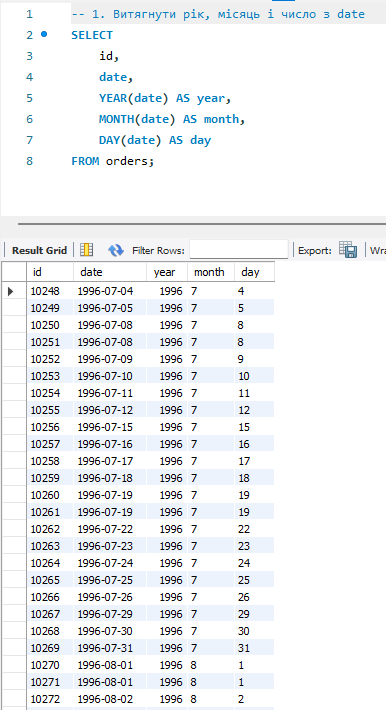 1 -- 1. Витягнути рік, місяць і число з date
2 SELECT
3 id,
4 date,
5 YEAR(date) AS year,
6 MONTH(date) AS month,
7 DAY(date) AS day
8 FROM orders;
Result Grid Filter Rows: Export: Wra
id date year month day
10248 1996-07-04 1996 7 4
10249 1996-07-05 1996 7 5
10250 1996-07-08 1996 7 8
10251 1996-07-08 1996 7 8
10252 1996-07-09 1996 7 9
10253 1996-07-10 1996 7 10
10254 1996-07-11 1996 7 11
10255 1996-07-12 1996 7 12
10256 1996-07-15 1996 7 15
10257 1996-07-16 1996 7 16
10258 1996-07-17 1996 7 17
10259 1996-07-18 1996 7 18
10260 1996-07-19 1996 7 19
10261 1996-07-19 1996 7 19
10262 1996-07-22 1996 7 22
10263 1996-07-23 1996 7 23
10264 1996-07-24 1996 7 24
10265 1996-07-25 1996 7 25
10266 1996-07-26 1996 7 26
10267 1996-07-29 1996 7 29
10268 1996-07-30 1996 7 30
10269 1996-07-31 1996 7 31
10270 1996-08-01 1996 8 1
10271 1996-08-01 1996 8 1
10272 1996-08-02 1996 8 2